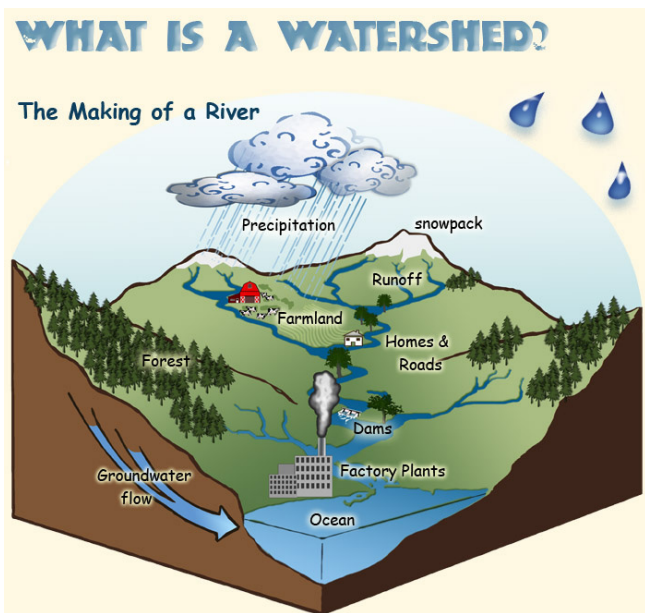 WHAT IS A WATERSHED?
The Making of a River
Precipitation
snowpack
Runoff
Farmland
Homes &
Roads
Forest
Dams
Factory Plants
Groundwater
flow
Ocean